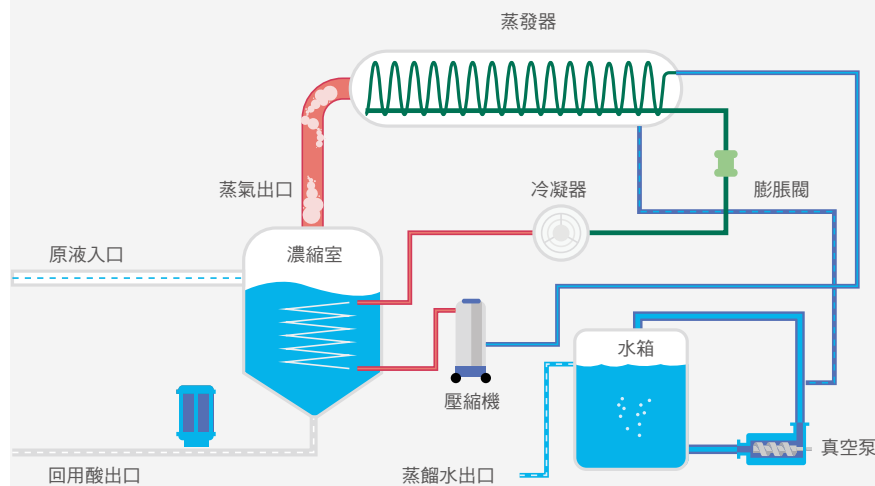 蒸發器
蒸氣出口
冷凝器
膨脹閥
原液入口
濃縮室
水箱
壓縮機
真空泵
回用酸出口
蒸餾水出口